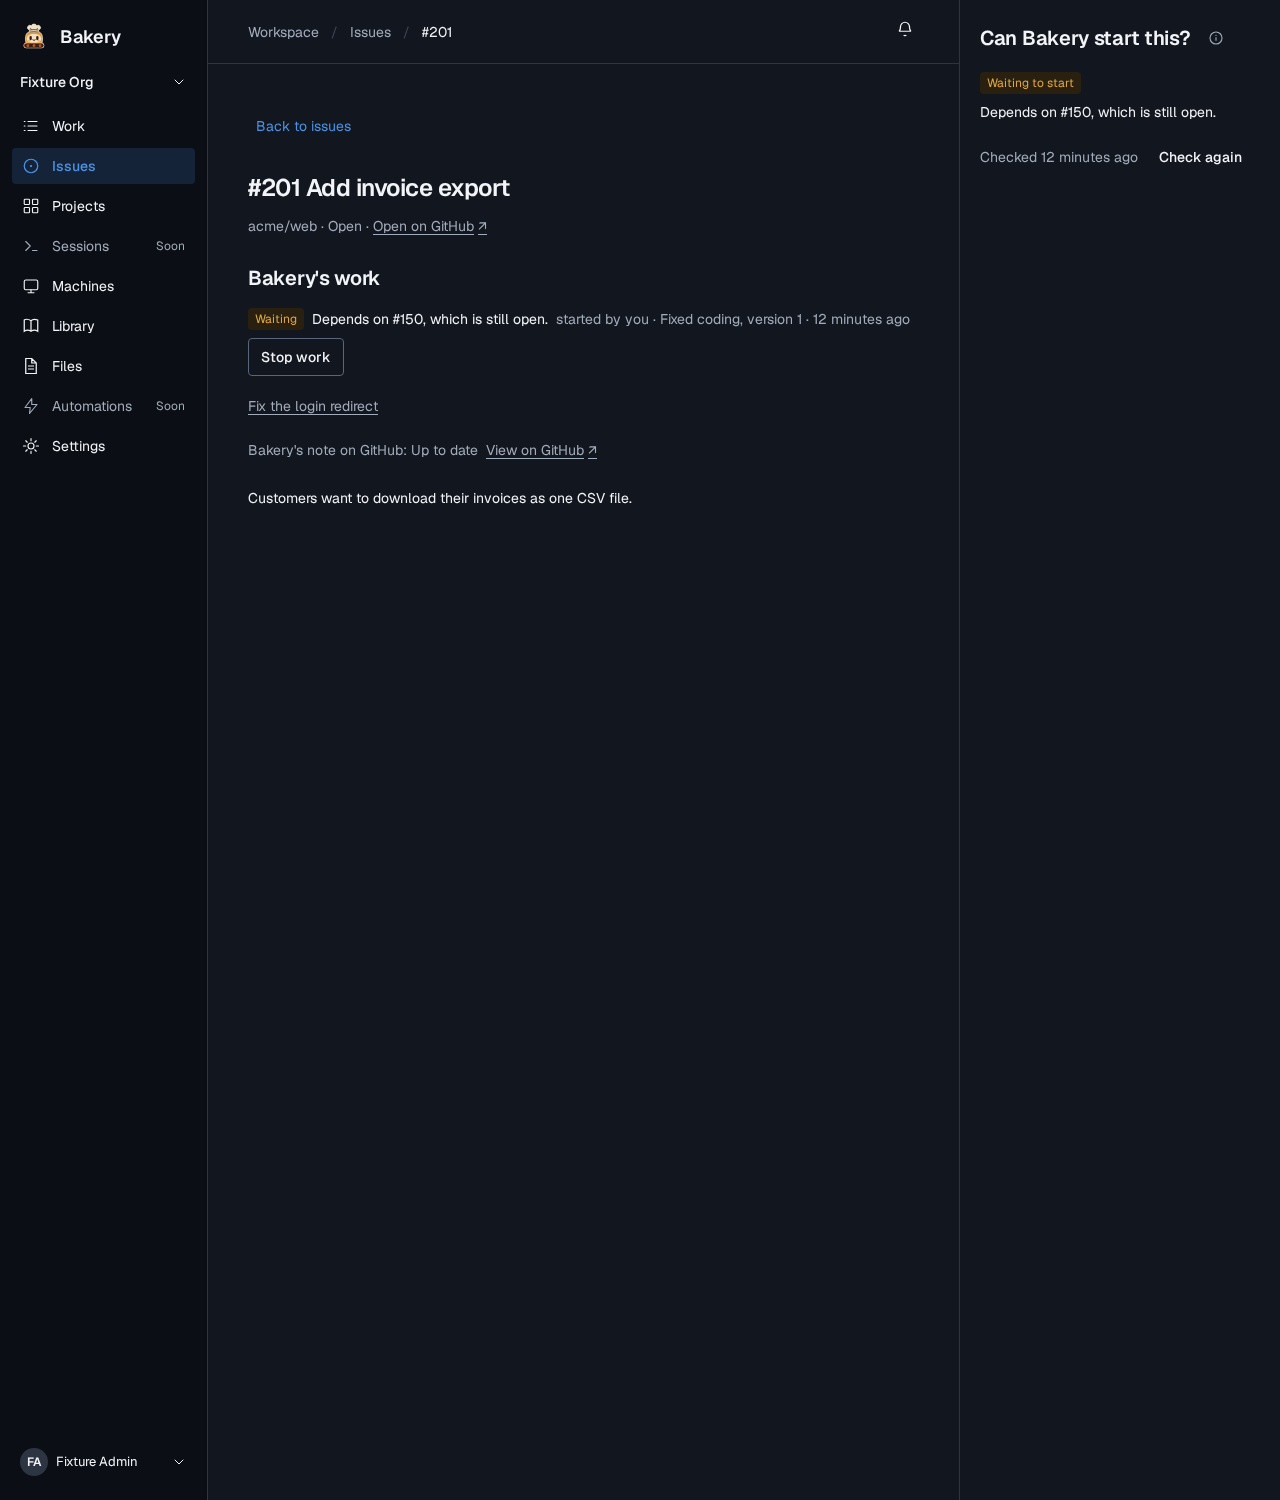 Bakery
Fixture Org
Work
Issues
Projects
Sessions Soon
Machines
Library
Files
Automations Soon
Settings
FA Fixture Admin
Workspace / Issues / #201
Back to issues
#201 Add invoice export
acme/web · Open · Open on GitHub ↗
Bakery's work
Waiting Depends on #150, which is still open. started by you · Fixed coding, version 1 · 12 minutes ago
Stop work
Fix the login redirect
Bakery's note on GitHub: Up to date View on GitHub ↗
Customers want to download their invoices as one CSV file.
Can Bakery start this?
Waiting to start
Depends on #150, which is still open.
Checked 12 minutes ago Check again